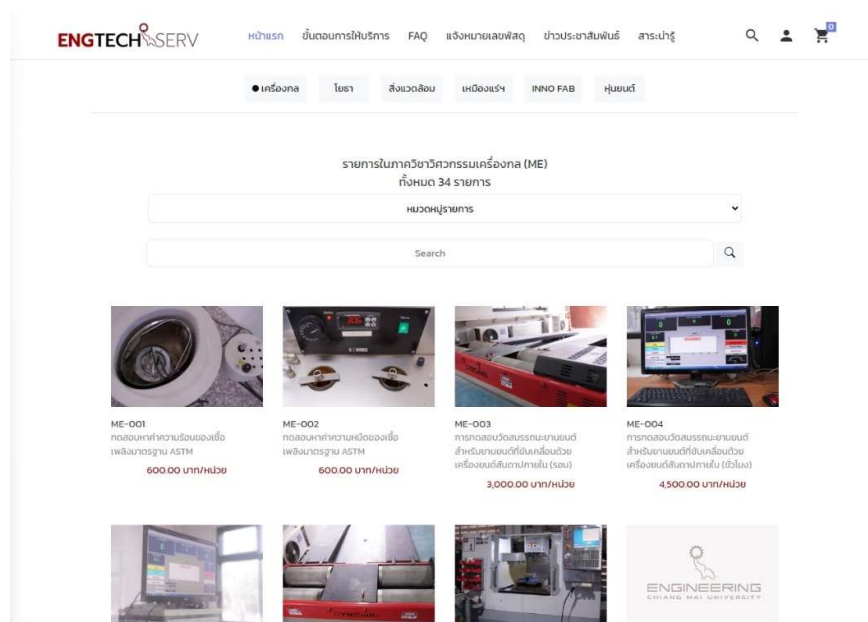 ENGTECH SERV
หน้าแรก ขั้นตอนการให้บริการ FAQ แจ้งหมายเลขพัสดุ ข่าวประชาสัมพันธ์ สาระน่ารู้ 0
เครื่องกล โยธา สิ่งแวดล้อม เหมืองแร่ฯ INNO FAB หุ่นยนต์
รายการในภาควิชาวิศวกรรมเครื่องกล (ME)
ทั้งหมด 34 รายการ
หมวดหมู่รายการ
Search
ME-001
ทดสอบหาค่าความร้อนของเชื้อ
เพลิงมาตรฐาน ASTM
600.00 บาท/หน่วย
ME-002
ทดสอบหาค่าความหนืดของเชื้อ
เพลิงมาตรฐาน ASTM
600.00 บาท/หน่วย
ME-003
การทดสอบวัดสมรรถนะยานยนต์
สำหรับยานยนต์ที่ขับเคลื่อนด้วย
เครื่องยนต์สันดาปภายใน (รอบ)
3,000.00 บาท/หน่วย
ME-004
การทดสอบวัดสมรรถนะยานยนต์
สำหรับยานยนต์ที่ขับเคลื่อนด้วย
เครื่องยนต์สันดาปภายใน (ชั่วโมง)
4,500.00 บาท/หน่วย
ENGINEERING
CHIANG MAI UNIVERSITY